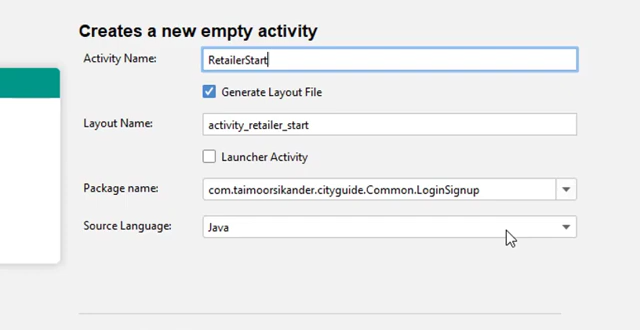 Creates a new empty activity
Activity Name: RetailerStart
Generate Layout File
Layout Name: activity_retailer_start
Launcher Activity
Package name: com.taimoorsikander.cityguide.Common.LoginSignup
Source Language: Java